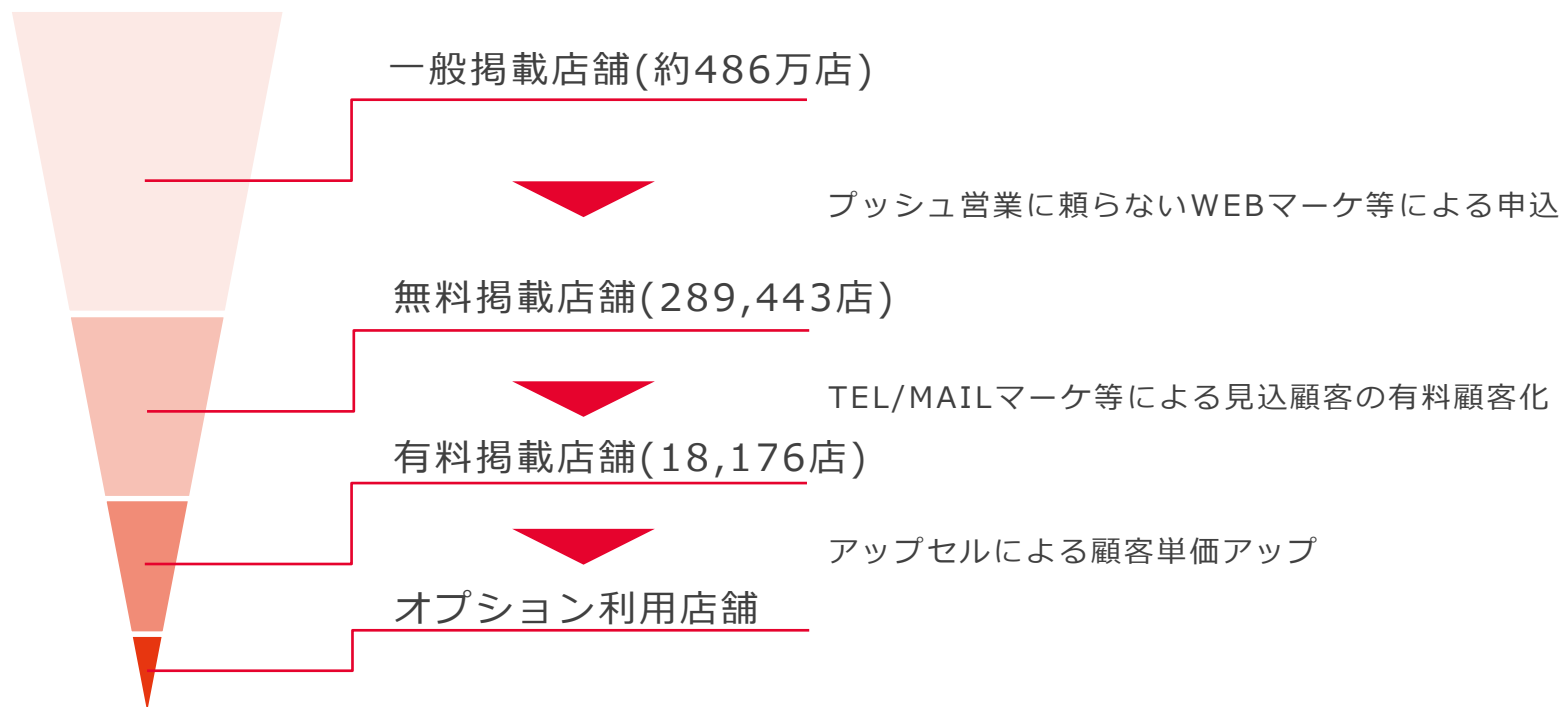 一般掲載店舗(約486万店)
プッシュ営業に頼らないWEBマーケ等による申込
無料掲載店舗(289,443店)
TEL/MAILマーケ等による見込顧客の有料顧客化
有料掲載店舗(18,176店)
アップセルによる顧客単価アップ
オプション利用店舗